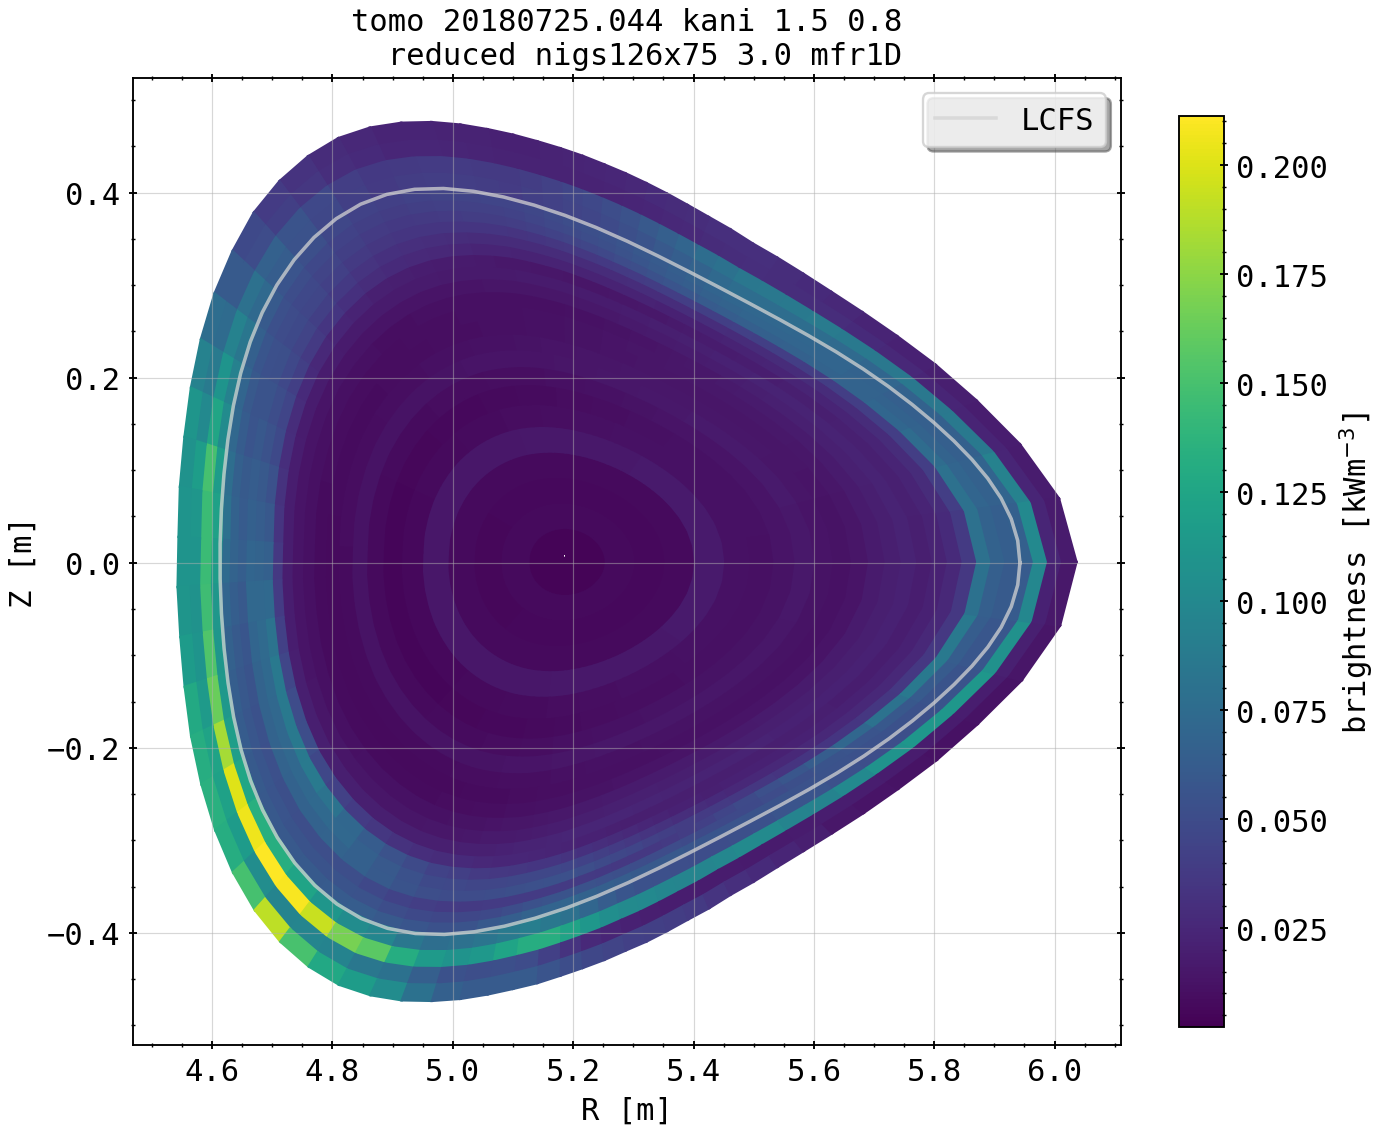 tomo 20180725.044 kani 1.5 0.8
reduced nigs126x75 3.0 mfr1D
LCFS
0.4
0.2
0.0
−0.2
−0.4
Z [m]
4.6 4.8 5.0 5.2 5.4 5.6 5.8 6.0
R [m]
0.200
0.175
0.150
0.125
0.100
0.075
0.050
0.025
brightness [kWm⁻³]